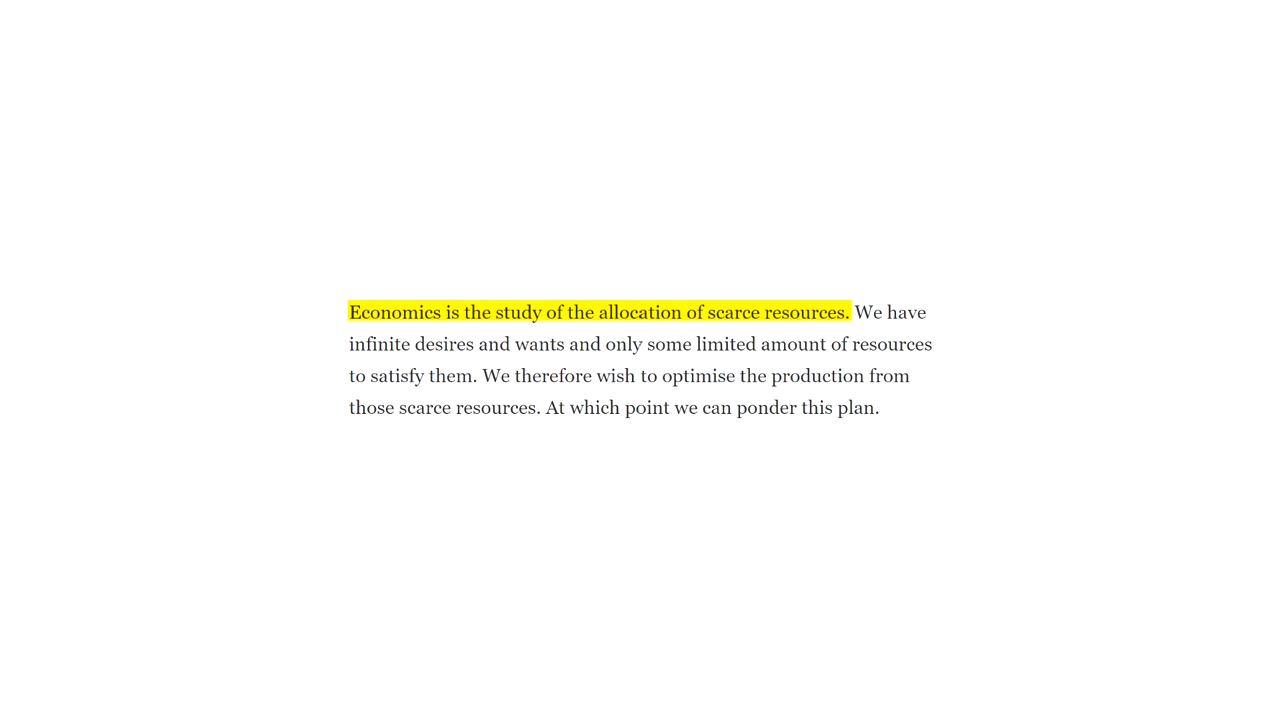 Economics is the study of the allocation of scarce resources. We have
infinite desires and wants and only some limited amount of resources
to satisfy them. We therefore wish to optimise the production from
those scarce resources. At which point we can ponder this plan.